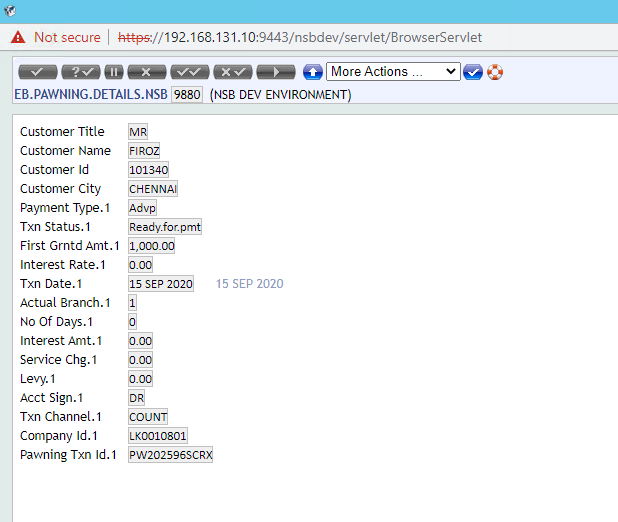 Not secure | https://192.168.131.10:9443/nsbdev/servlet/BrowserServlet
More Actions ...
EB.PAWNING.DETAILS.NSB 9880 (NSB DEV ENVIRONMENT)
Customer Title MR
Customer Name FIROZ
Customer Id 101340
Customer City CHENNAI
Payment Type.1 Advp
Txn Status.1 Ready.for.pmt
First Grntd Amt.1 1,000.00
Interest Rate.1 0.00
Txn Date.1 15 SEP 2020 15 SEP 2020
Actual Branch.1 1
No Of Days.1 0
Interest Amt.1 0.00
Service Chg.1 0.00
Levy.1 0.00
Acct Sign.1 DR
Txn Channel.1 COUNT
Company Id.1 LK0010801
Pawning Txn Id.1 PW202596SCRX